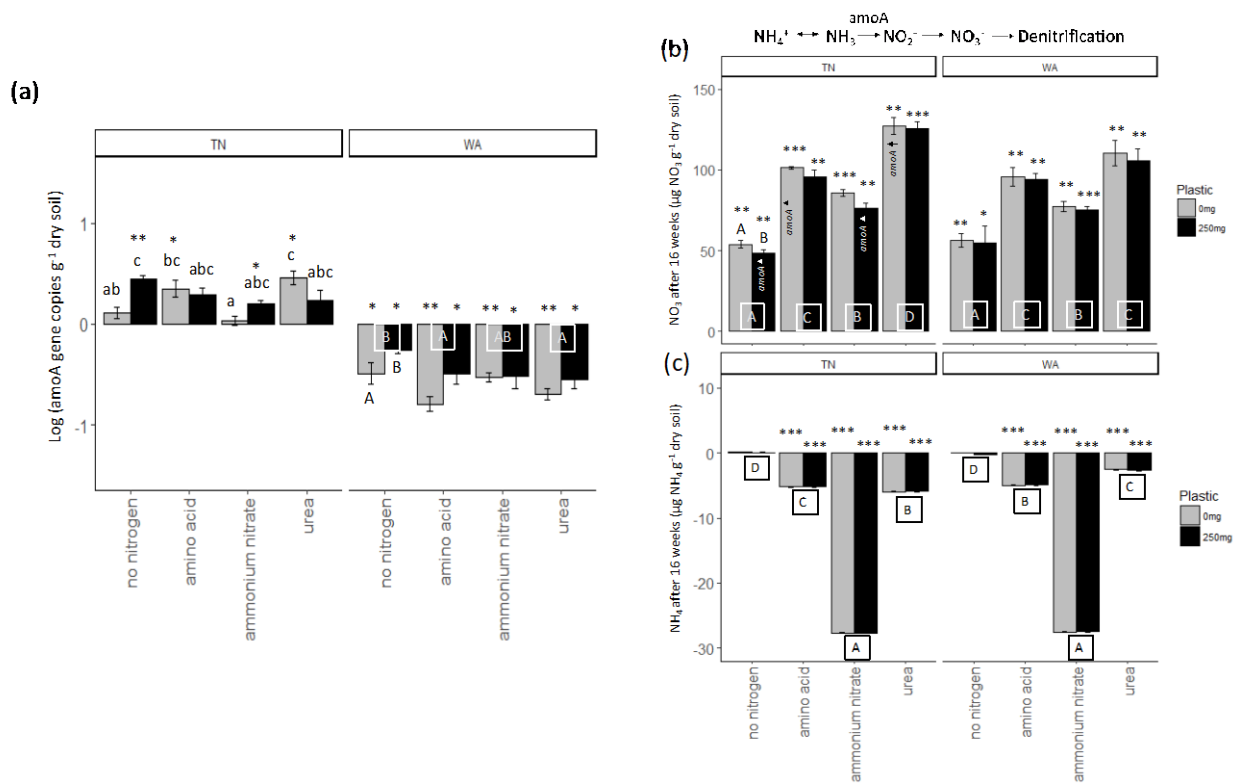 (a)
TN
WA
Log (amoA gene copies g⁻¹ dry soil)
1
0
-1
ab
**
c
*
bc
abc
a
*
abc
*
c
abc
*
*
**
*
**
*
**
*
B
A
AB
A
A
B
no nitrogen
amino acid
ammonium nitrate
urea
no nitrogen
amino acid
ammonium nitrate
urea
(b)
amoA
NH₄⁺ ↔ NH₃ → NO₂⁻ → NO₃⁻ → Denitrification
TN
WA
NO₃ after 16 weeks (µg NO₃ g⁻¹ dry soil)
150
100
50
0
**
A
**
B
***
**
***
**
**
***
**
*
**
**
**
***
**
**
amoA
amoA
amoA
amoA
A
C
B
D
A
C
B
C
Plastic
0mg
250mg
(c)
TN
WA
NH₄ after 16 weeks (µg NH₄ g⁻¹ dry soil)
10
0
-10
-20
-30
***
***
***
***
***
***
***
***
***
***
***
***
D
C
A
B
D
B
A
C
no nitrogen
amino acid
ammonium nitrate
urea
no nitrogen
amino acid
ammonium nitrate
urea
Plastic
0mg
250mg